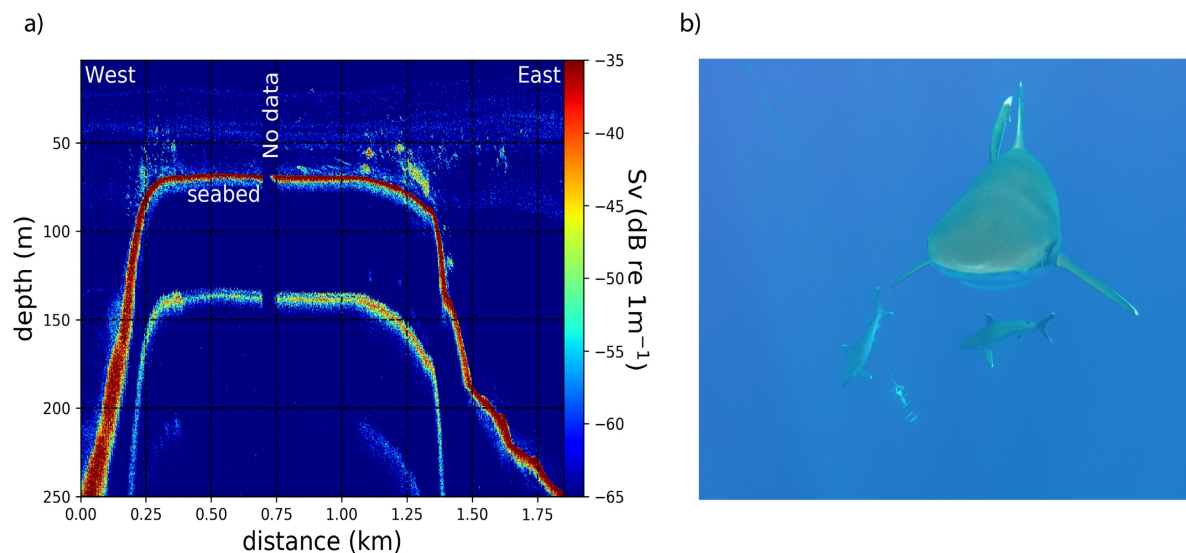 a)
West
No data
East
seabed
50
100
150
200
250
depth (m)
0.00 0.25 0.50 0.75 1.00 1.25 1.50 1.75
distance (km)
−35
−40
−45
−50
−55
−60
−65
Sv (dB re 1m⁻¹)
b)